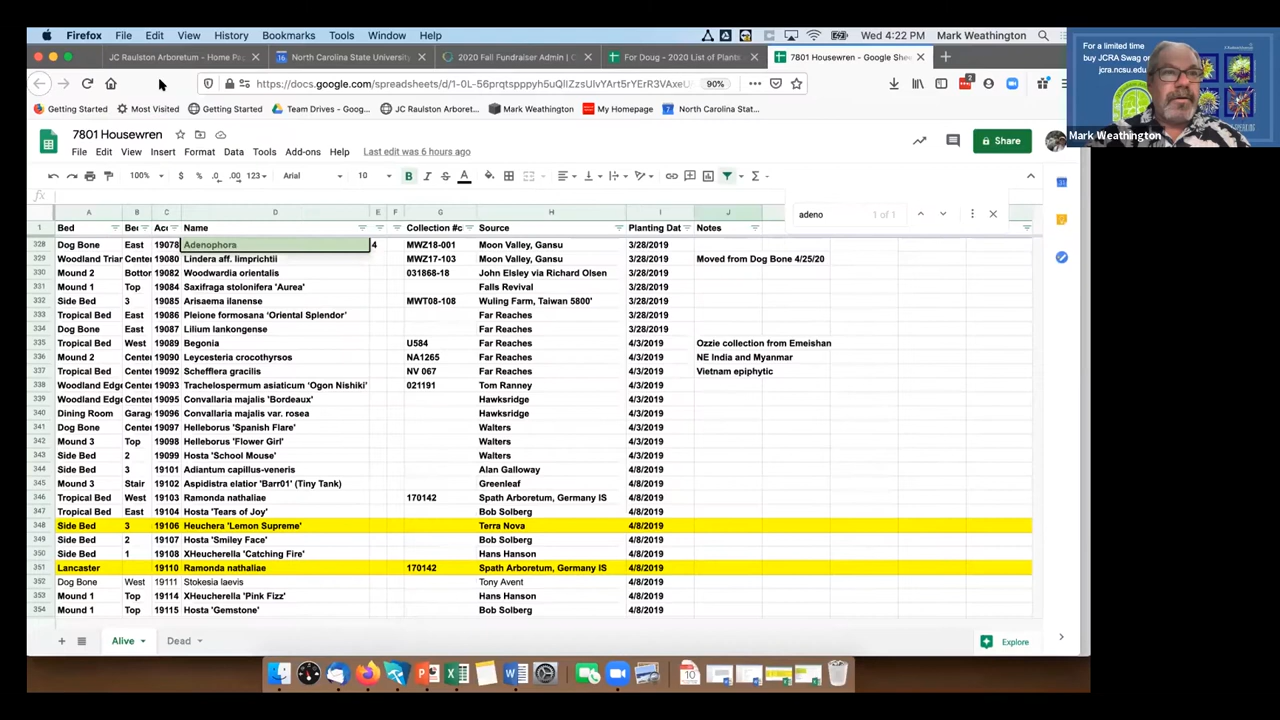 Firefox File Edit View History Bookmarks Tools Window Help Wed 4:22 PM Mark Weathington
JC Raulston Arboretum - Home Pa North Carolina State University 2020 Fall Fundraiser Admin | C For Doug - 2020 List of Plants 7801 Housewren - Google She
90%
Getting Started Most Visited Getting Started Team Drives - Goog... JC Raulston Arboret... Mark Weathington My Homepage North Carolina Stat...
7801 Housewren
File Edit View Insert Format Data Tools Add-ons Help Last edit was 6 hours ago
Share
100% $ % .0 .00 123 Arial 10 B I S A
fx
adeno 1 of 1
A B C D E F G H I J
1 Bed Be Acc Name Collection #c Source Planting Dat Notes
328 Dog Bone East 19078 Adenophora 4 MWZ18-001 Moon Valley, Gansu 3/28/2019
329 Woodland Trian Center 19080 Lindera aff. limprichtii MWZ17-103 Moon Valley, Gansu 3/28/2019 Moved from Dog Bone 4/25/20
330 Mound 2 Bottom 19082 Woodwardia orientalis 031868-18 John Elsley via Richard Olsen 3/28/2019
331 Mound 1 Top 19084 Saxifraga stolonifera 'Aurea' Falls Revival 3/28/2019
332 Side Bed 3 19085 Arisaema ilanense MWT08-108 Wuling Farm, Taiwan 5800' 3/28/2019
333 Tropical Bed East 19086 Pleione formosana 'Oriental Splendor' Far Reaches 3/28/2019
334 Dog Bone East 19087 Lilium lankongense Far Reaches 3/28/2019
335 Tropical Bed West 19089 Begonia U584 Far Reaches 4/3/2019 Ozzie collection from Emeishan
336 Mound 2 Center 19090 Leycesteria crocothyrsos NA1265 Far Reaches 4/3/2019 NE India and Myanmar
337 Tropical Bed Center 19092 Schefflera gracilis NV 067 Far Reaches 4/3/2019 Vietnam epiphytic
338 Woodland Edge Center 19093 Trachelospermum asiaticum 'Ogon Nishiki' 021191 Tom Ranney 4/3/2019
339 Woodland Edge Center 19095 Convallaria majalis 'Bordeaux' Hawksridge 4/3/2019
340 Dining Room Garag 19096 Convallaria majalis var. rosea Hawksridge 4/3/2019
341 Dog Bone Center 19097 Helleborus 'Spanish Flare' Walters 4/3/2019
342 Mound 3 Top 19098 Helleborus 'Flower Girl' Walters 4/3/2019
343 Side Bed 2 19099 Hosta 'School Mouse' Walters 4/3/2019
344 Side Bed 3 19101 Adiantum capillus-veneris Alan Galloway 4/8/2019
345 Mound 3 Stair 19102 Aspidistra elatior 'Barr01' (Tiny Tank) Greenleaf 4/8/2019
346 Tropical Bed West 19103 Ramonda nathaliae 170142 Spath Arboretum, Germany IS 4/8/2019
347 Tropical Bed East 19104 Hosta 'Tears of Joy' Bob Solberg 4/8/2019
348 Side Bed 3 19106 Heuchera 'Lemon Supreme' Terra Nova 4/8/2019
349 Side Bed 2 19107 Hosta 'Smiley Face' Bob Solberg 4/8/2019
350 Side Bed 1 19108 XHeucherella 'Catching Fire' Hans Hanson 4/8/2019
351 Lancaster 19110 Ramonda nathaliae 170142 Spath Arboretum, Germany IS 4/8/2019
352 Dog Bone West 19111 Stokesia laevis Tony Avent 4/8/2019
353 Mound 1 Top 19114 XHeucherella 'Pink Fizz' Hans Hanson 4/8/2019
354 Mound 1 Top 19115 Hosta 'Gemstone' Bob Solberg 4/8/2019
Alive Dead Explore
For a limited time
buy JCRA Swag on
jcra.ncsu.edu
Mark Weathington